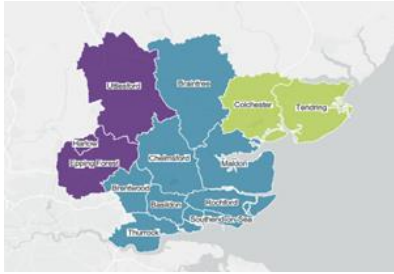 Uttlesford
Braintree
Colchester
Tendring
Harlow
Epping Forest
Chelmsford
Maldon
Brentwood
Basildon
Rochford
Southend-on-Sea
Thurrock